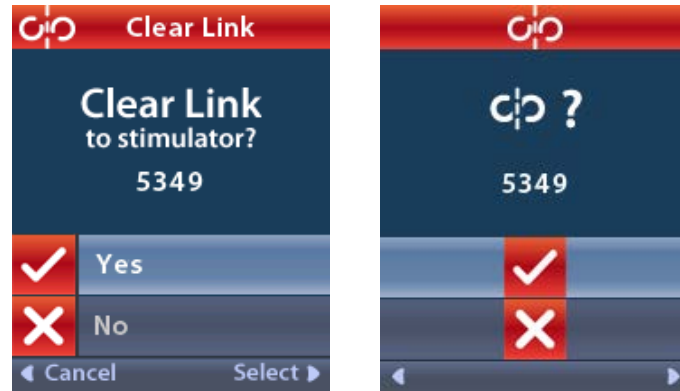 Clear Link
Clear Link
to stimulator?
5349
Yes
No
Cancel Select
?
5349